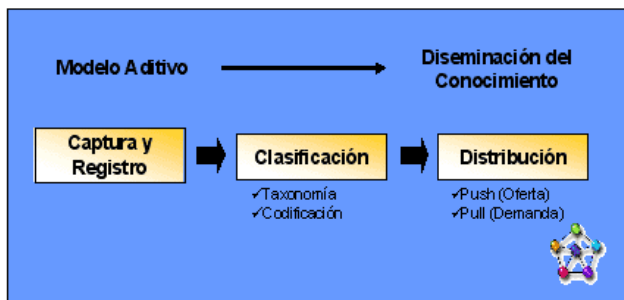 Modelo Aditivo
Diseminación del
Conocimiento
Captura y
Registro
Clasificación
Distribución
✓Taxonomía
✓Codificación
✓Push (Oferta)
✓Pull (Demanda)